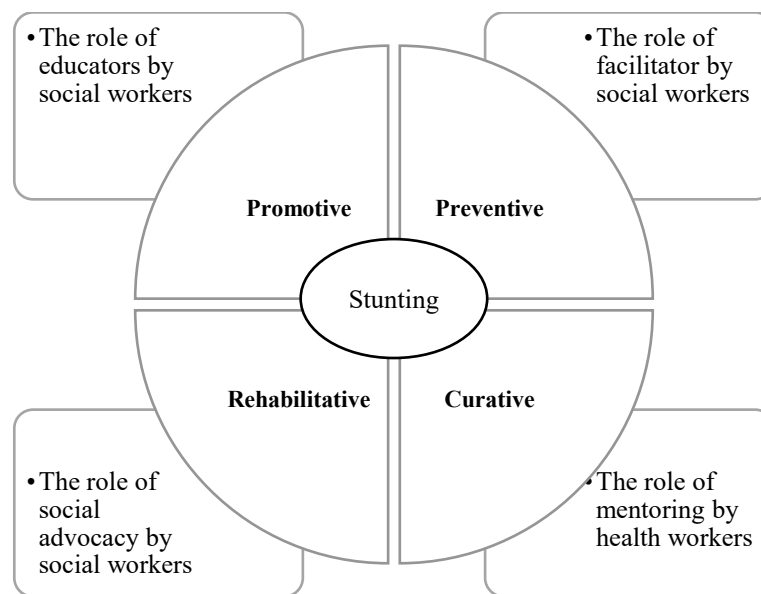 •The role of
educators by
social workers
•The role of
facilitator by
social workers
Promotive
Preventive
Stunting
Rehabilitative
Curative
•The role of
social
advocacy by
social workers
•The role of
mentoring by
health workers